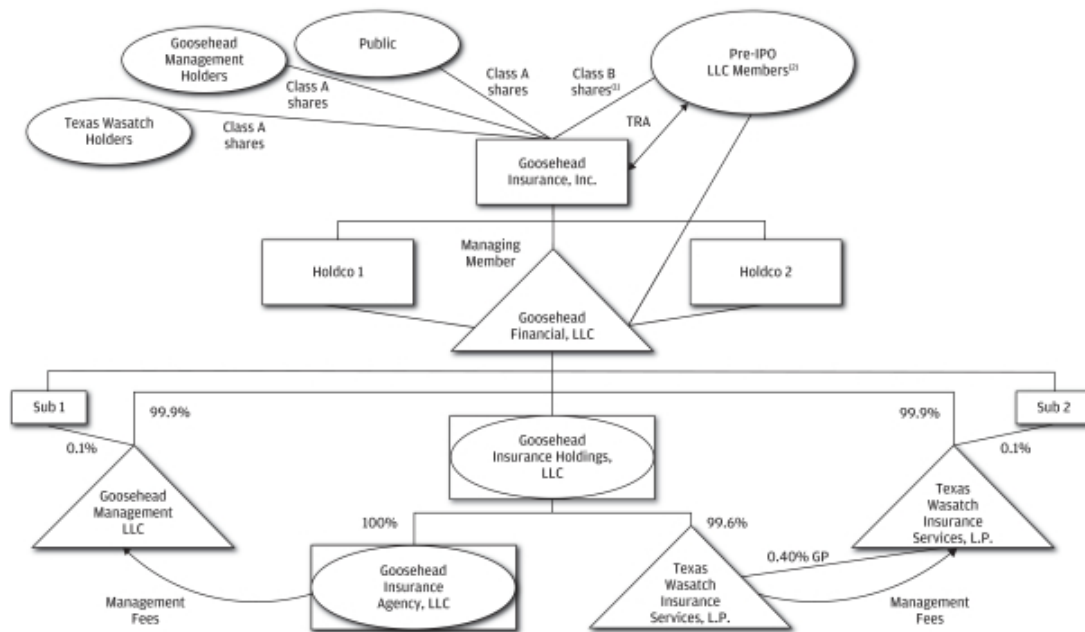 Goosehead
Management
Holders
Public
Pre-IPO
LLC Members(2)
Texas Wasatch
Holders
Class A
shares
Class A
shares
Class A
shares
Class B
shares(1)
TRA
Goosehead
Insurance, Inc.
Holdco 1
Managing
Member
Holdco 2
Goosehead
Financial, LLC
Sub 1
99.9%
99.9%
Sub 2
0.1%
0.1%
Goosehead
Insurance Holdings,
LLC
Goosehead
Management
LLC
Texas
Wasatch
Insurance
Services, L.P.
100%
99.6%
0.40% GP
Goosehead
Insurance
Agency, LLC
Texas
Wasatch
Insurance
Services, L.P.
Management
Fees
Management
Fees